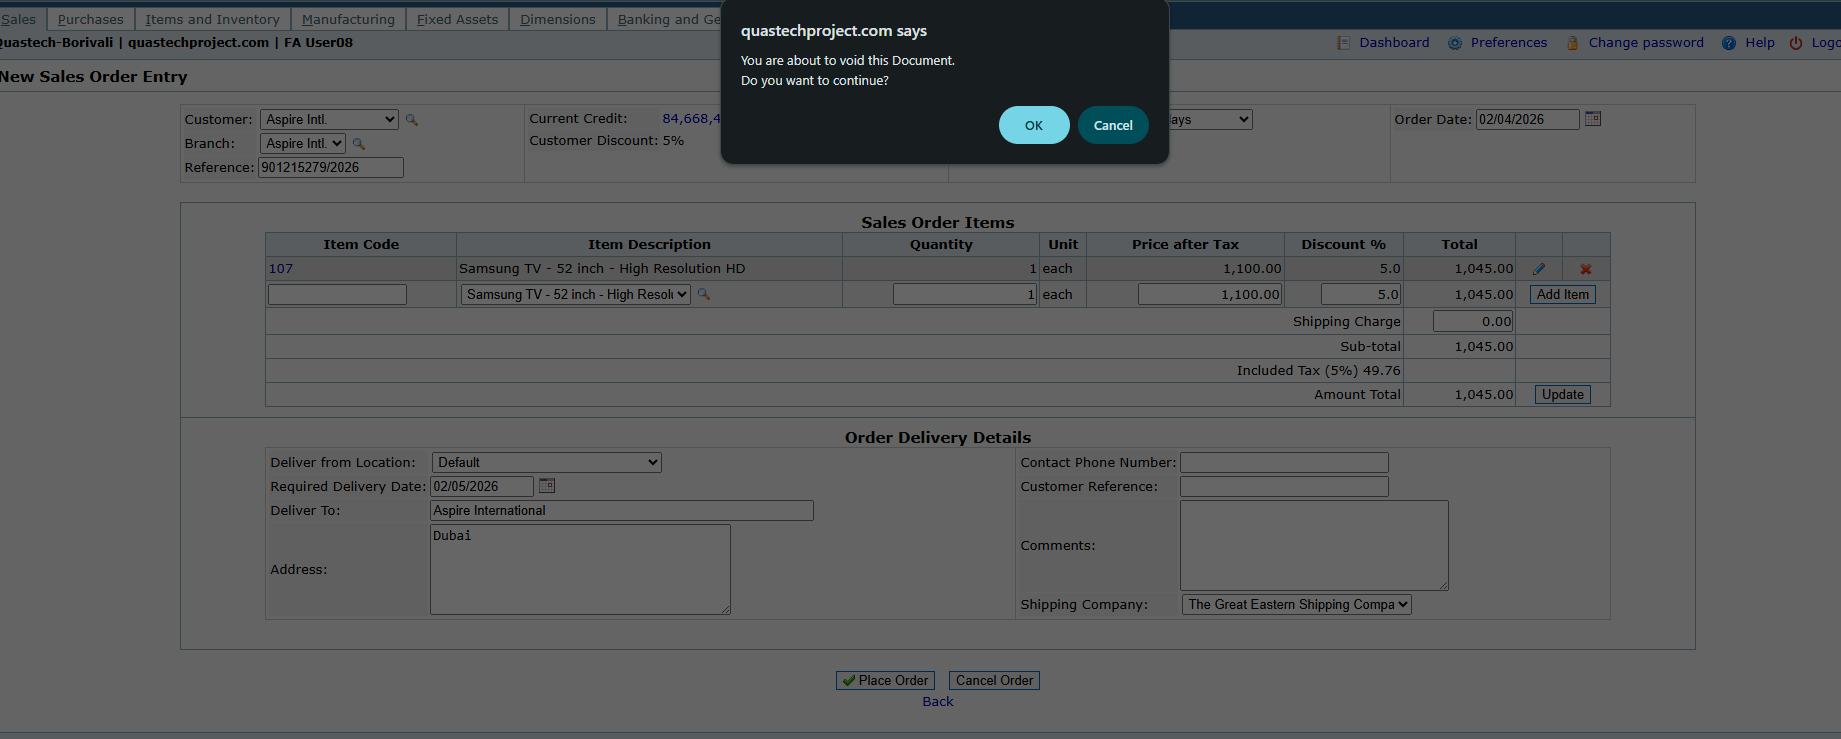 Sales Purchases Items and Inventory Manufacturing Fixed Assets Dimensions Banking and Ge
Quastech-Borivali | quastechproject.com | FA User08
Dashboard Preferences Change password Help Logo
New Sales Order Entry
quastechproject.com says
You are about to void this Document.
Do you want to continue?
OK Cancel
Customer: Aspire Intl.
Branch: Aspire Intl.
Reference: 901215279/2026
Current Credit: 84,668,4
Customer Discount: 5%
days
Order Date: 02/04/2026
Sales Order Items
Item Code Item Description Quantity Unit Price after Tax Discount % Total
107 Samsung TV - 52 inch - High Resolution HD 1 each 1,100.00 5.0 1,045.00
Samsung TV - 52 inch - High Resolu 1 each 1,100.00 5.0 1,045.00 Add Item
Shipping Charge 0.00
Sub-total 1,045.00
Included Tax (5%) 49.76
Amount Total 1,045.00 Update
Order Delivery Details
Deliver from Location: Default
Required Delivery Date: 02/05/2026
Deliver To: Aspire International
Address: Dubai
Contact Phone Number:
Customer Reference:
Comments:
Shipping Company: The Great Eastern Shipping Compa
Place Order Cancel Order
Back